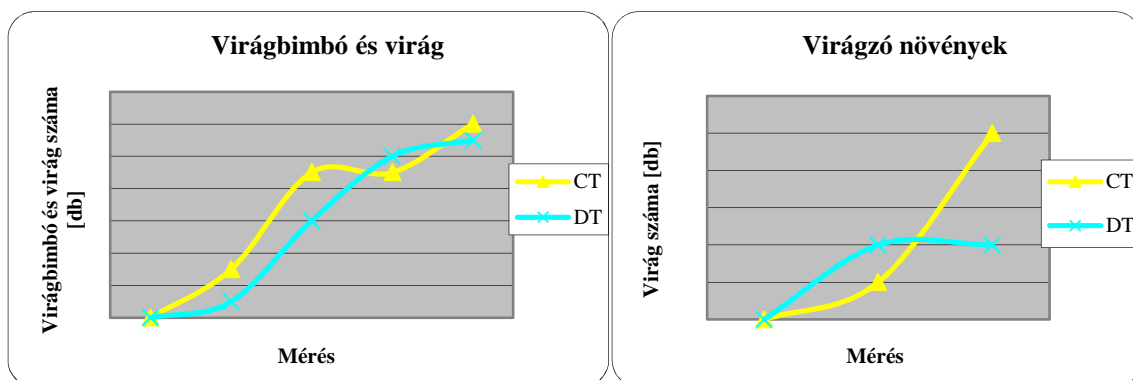 Virágbimbó és virág
Virágbimbó és virág száma
[db]
CT
DT
Mérés
Virágzó növények
Virág száma [db]
CT
DT
Mérés